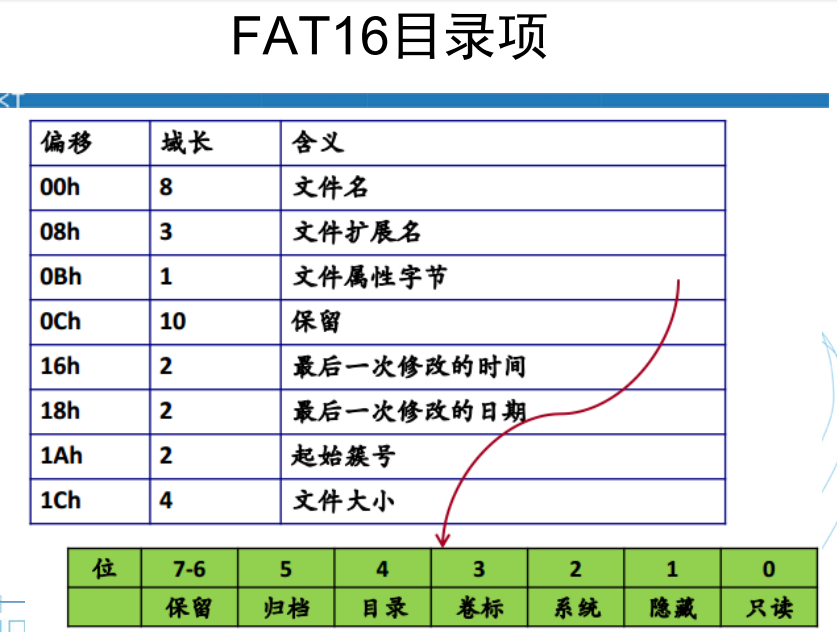 FAT16目录项
偏移 域长 含义
00h 8 文件名
08h 3 文件扩展名
0Bh 1 文件属性字节
0Ch 10 保留
16h 2 最后一次修改的时间
18h 2 最后一次修改的日期
1Ah 2 起始簇号
1Ch 4 文件大小
位 7-6 5 4 3 2 1 0
保留 归档 目录 卷标 系统 隐藏 只读